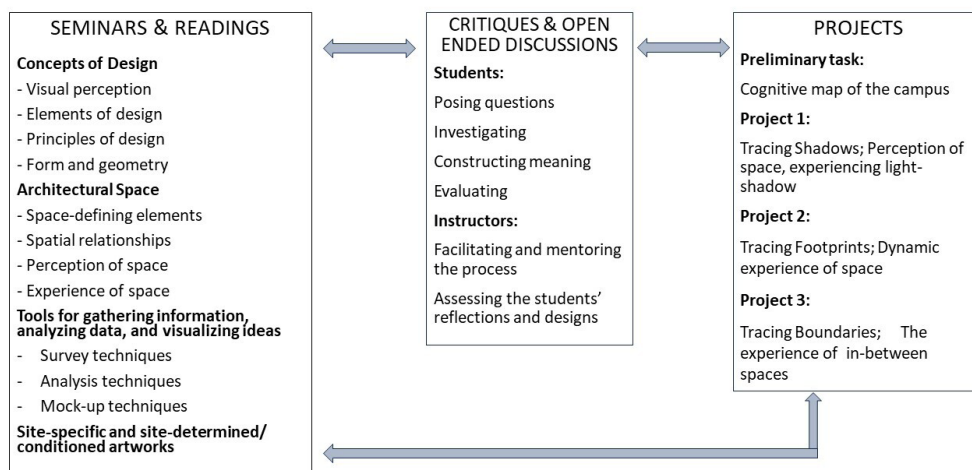 SEMINARS & READINGS
Concepts of Design
- Visual perception
- Elements of design
- Principles of design
- Form and geometry
Architectural Space
- Space-defining elements
- Spatial relationships
- Perception of space
- Experience of space
Tools for gathering information,
analyzing data, and visualizing ideas
- Survey techniques
- Analysis techniques
- Mock-up techniques
Site-specific and site-determined/
conditioned artworks
CRITIQUES & OPEN
ENDED DISCUSSIONS
Students:
Posing questions
Investigating
Constructing meaning
Evaluating
Instructors:
Facilitating and mentoring
the process
Assessing the students'
reflections and designs
PROJECTS
Preliminary task:
Cognitive map of the campus
Project 1:
Tracing Shadows; Perception of
space, experiencing light-
shadow
Project 2:
Tracing Footprints; Dynamic
experience of space
Project 3:
Tracing Boundaries; The
experience of in-between
spaces